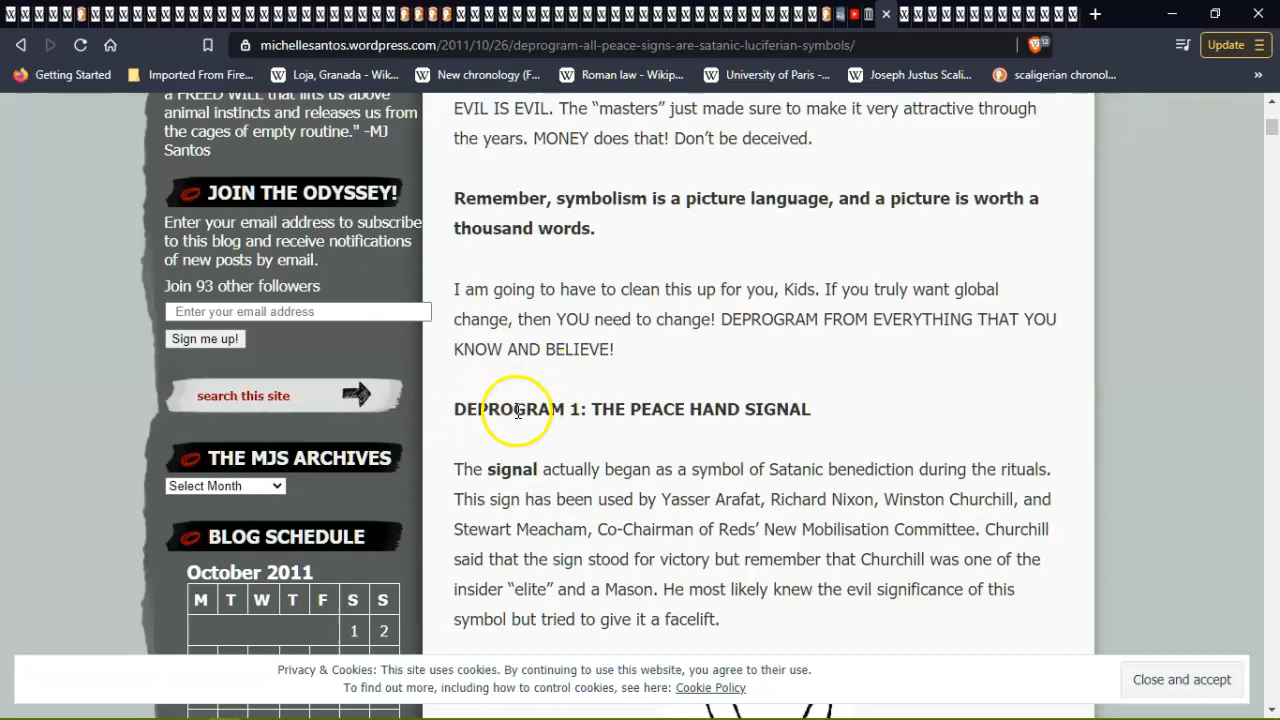 michellesantos.wordpress.com/2011/10/26/deprogram-all-peace-signs-are-satanic-luciferian-symbols/
12
Update
Getting Started
Imported From Fire...
Loja, Granada - Wik...
New chronology (F...
Roman law - Wikip...
University of Paris -...
Joseph Justus Scali...
scaligerian chronol...
»
a FREED WILL that lifts us above
animal instincts and releases us from
the cages of empty routine." -MJ
Santos
JOIN THE ODYSSEY!
Enter your email address to subscribe
to this blog and receive notifications
of new posts by email.
Join 93 other followers
Enter your email address
Sign me up!
search this site
THE MJS ARCHIVES
Select Month
BLOG SCHEDULE
October 2011
M T W T F S S
1 2
EVIL IS EVIL. The “masters” just made sure to make it very attractive through
the years. MONEY does that! Don’t be deceived.
Remember, symbolism is a picture language, and a picture is worth a
thousand words.
I am going to have to clean this up for you, Kids. If you truly want global
change, then YOU need to change! DEPROGRAM FROM EVERYTHING THAT YOU
KNOW AND BELIEVE!
DEPROGRAM 1: THE PEACE HAND SIGNAL
The signal actually began as a symbol of Satanic benediction during the rituals.
This sign has been used by Yasser Arafat, Richard Nixon, Winston Churchill, and
Stewart Meacham, Co-Chairman of Reds’ New Mobilisation Committee. Churchill
said that the sign stood for victory but remember that Churchill was one of the
insider “elite” and a Mason. He most likely knew the evil significance of this
symbol but tried to give it a facelift.
Privacy & Cookies: This site uses cookies. By continuing to use this website, you agree to their use.
To find out more, including how to control cookies, see here: Cookie Policy
Close and accept